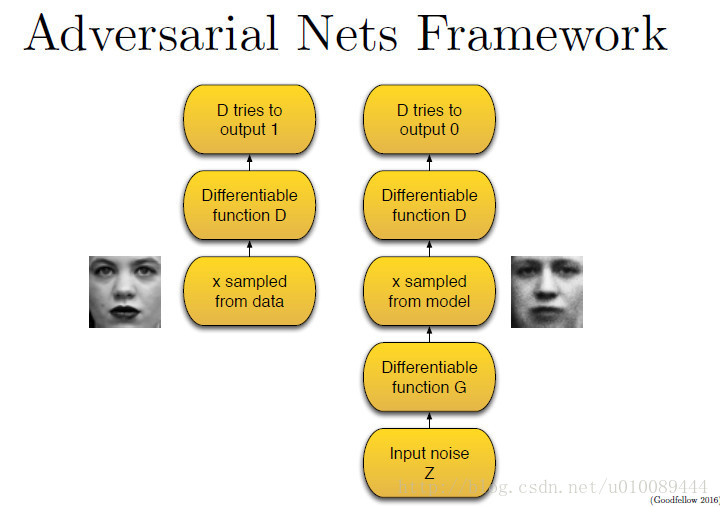 Adversarial Nets Framework
D tries to
output 1
Differentiable
function D
x sampled
from data
D tries to
output 0
Differentiable
function D
x sampled
from model
Differentiable
function G
Input noise
Z
blog.csdn.net/u010089444
(Goodfellow 2016)